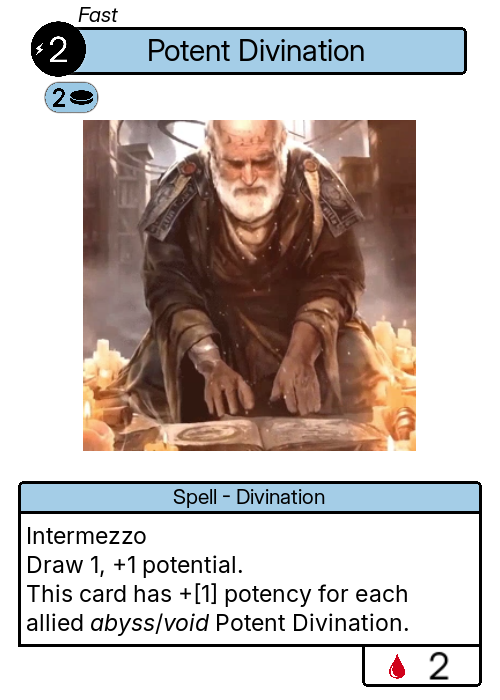 Fast
2
Potent Divination
2
Spell - Divination
Intermezzo
Draw 1, +1 potential.
This card has +[1] potency for each
allied abyss/void Potent Divination.
2